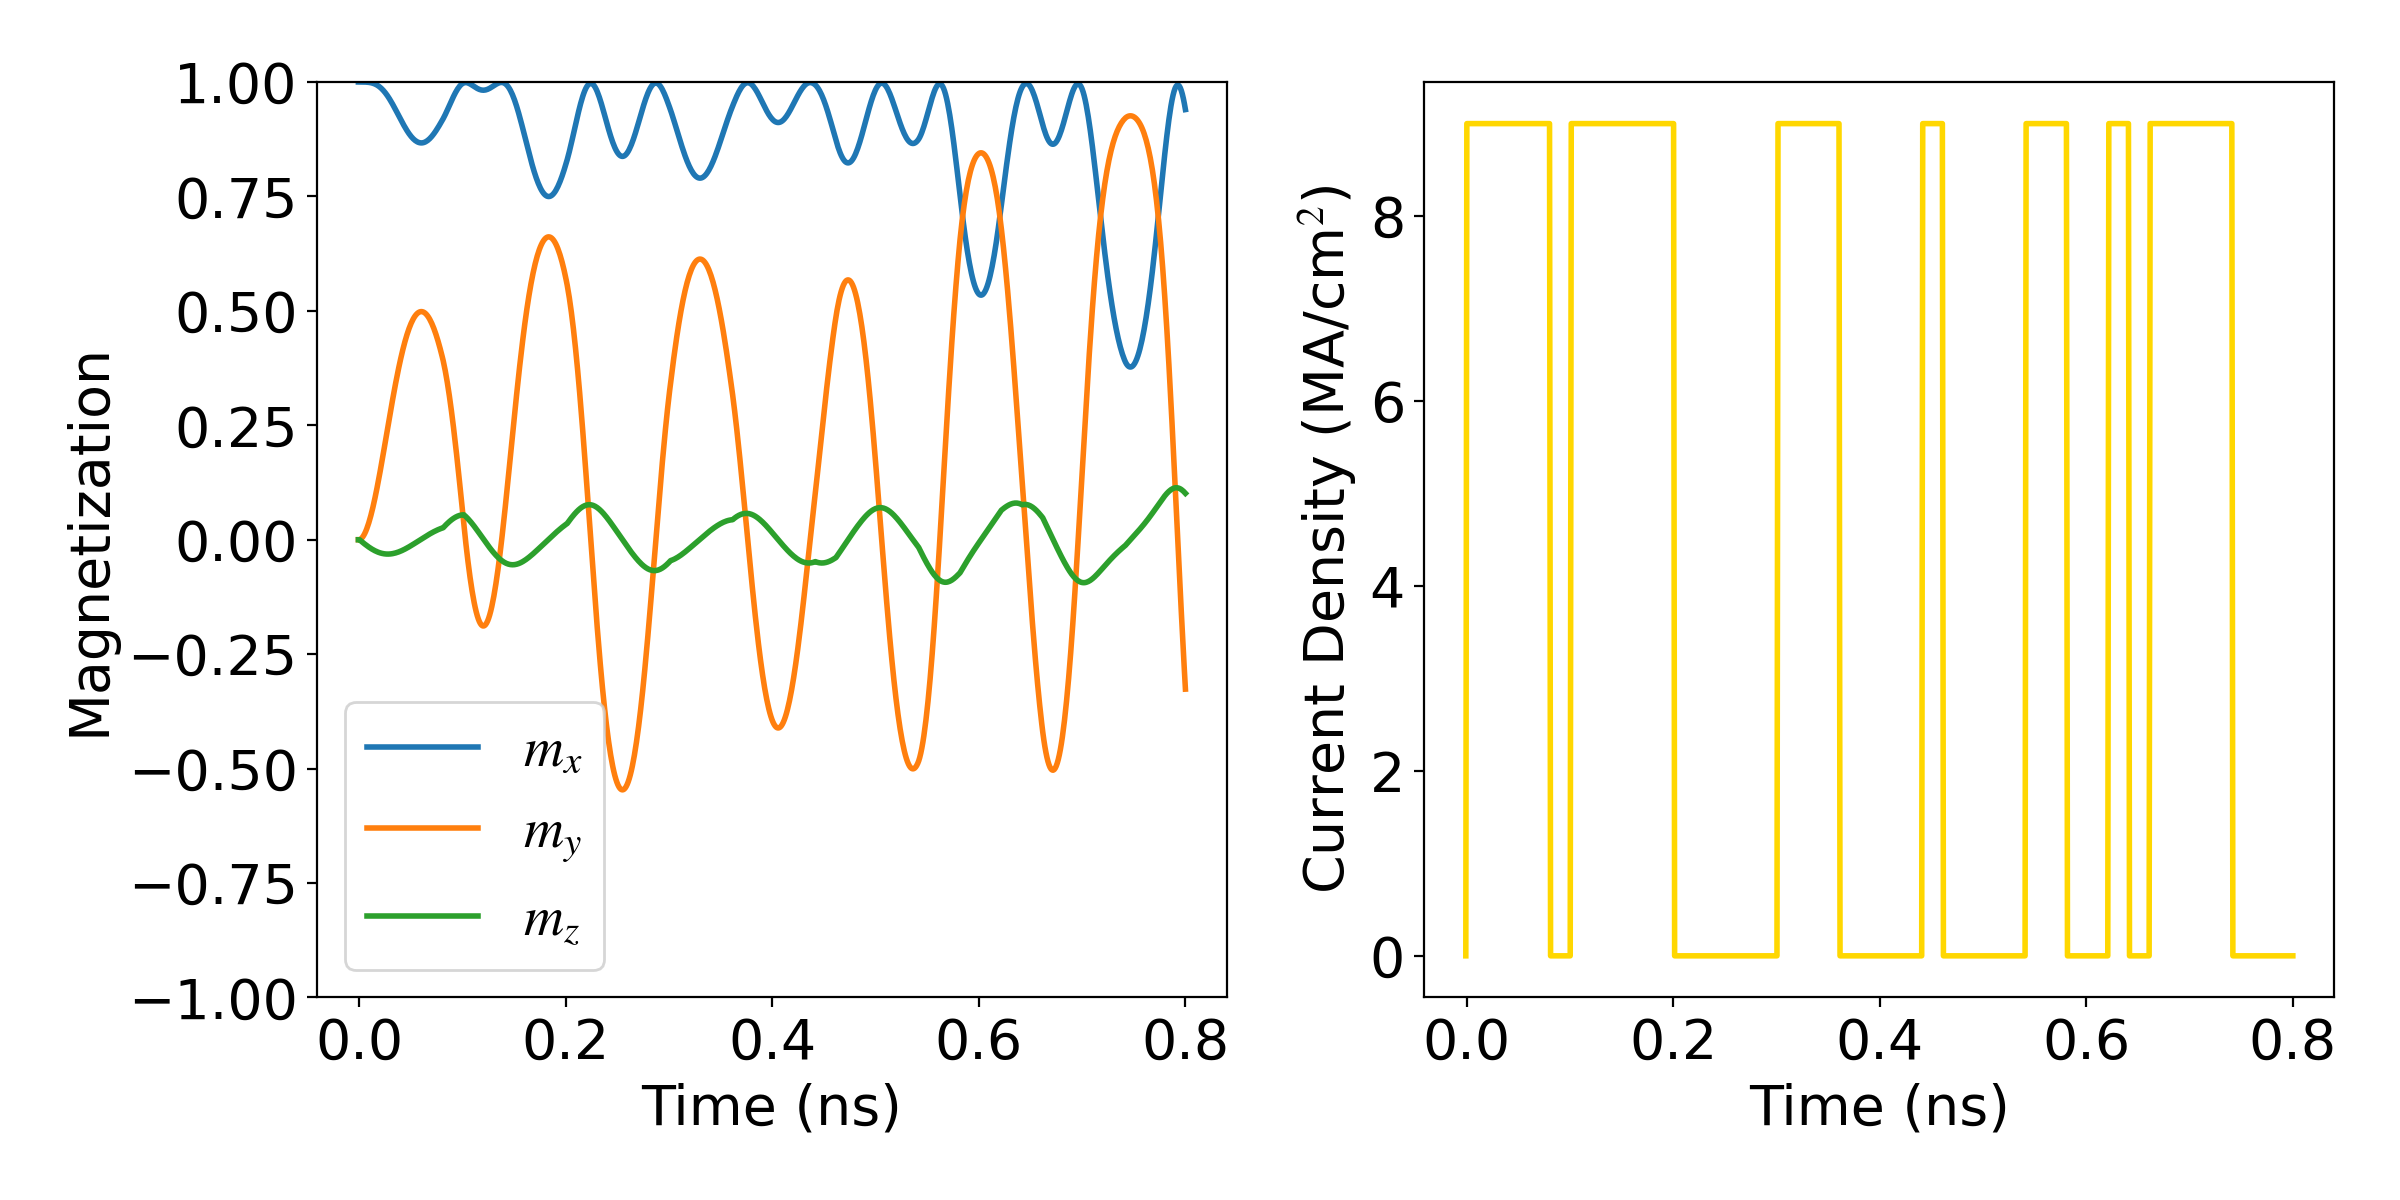 Magnetization
1.00
0.75
0.50
0.25
0.00
−0.25
−0.50
−0.75
−1.00
m_x
m_y
m_z
0.0 0.2 0.4 0.6 0.8
Time (ns)
Current Density (MA/cm²)
8
6
4
2
0
0.0 0.2 0.4 0.6 0.8
Time (ns)